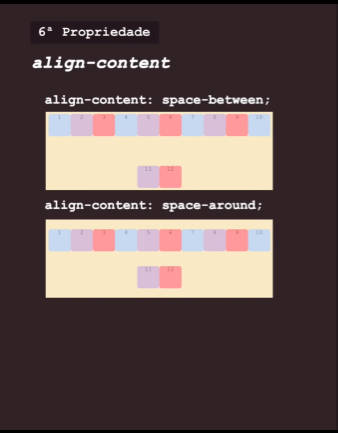 6ª Propriedade
align-content
align-content: space-between;
1 2 3 4 5 6 7 8 9 10
11 12
align-content: space-around;
1 2 3 4 5 6 7 8 9 10
11 12